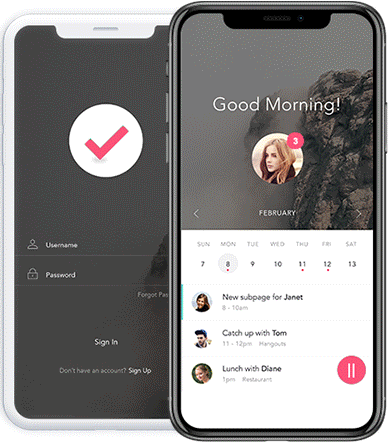 Username
Password
Forgot Pas
Sign In
Don't have an account? Sign Up
Good Morning!
3
FEBRUARY
SUN MON TUE WED THU FRI SAT
7 8 9 10 11 12 13
New subpage for Janet
8 - 10am
Catch up with Tom
11 - 12pm Hangouts
Lunch with Diane
1pm Restaurant